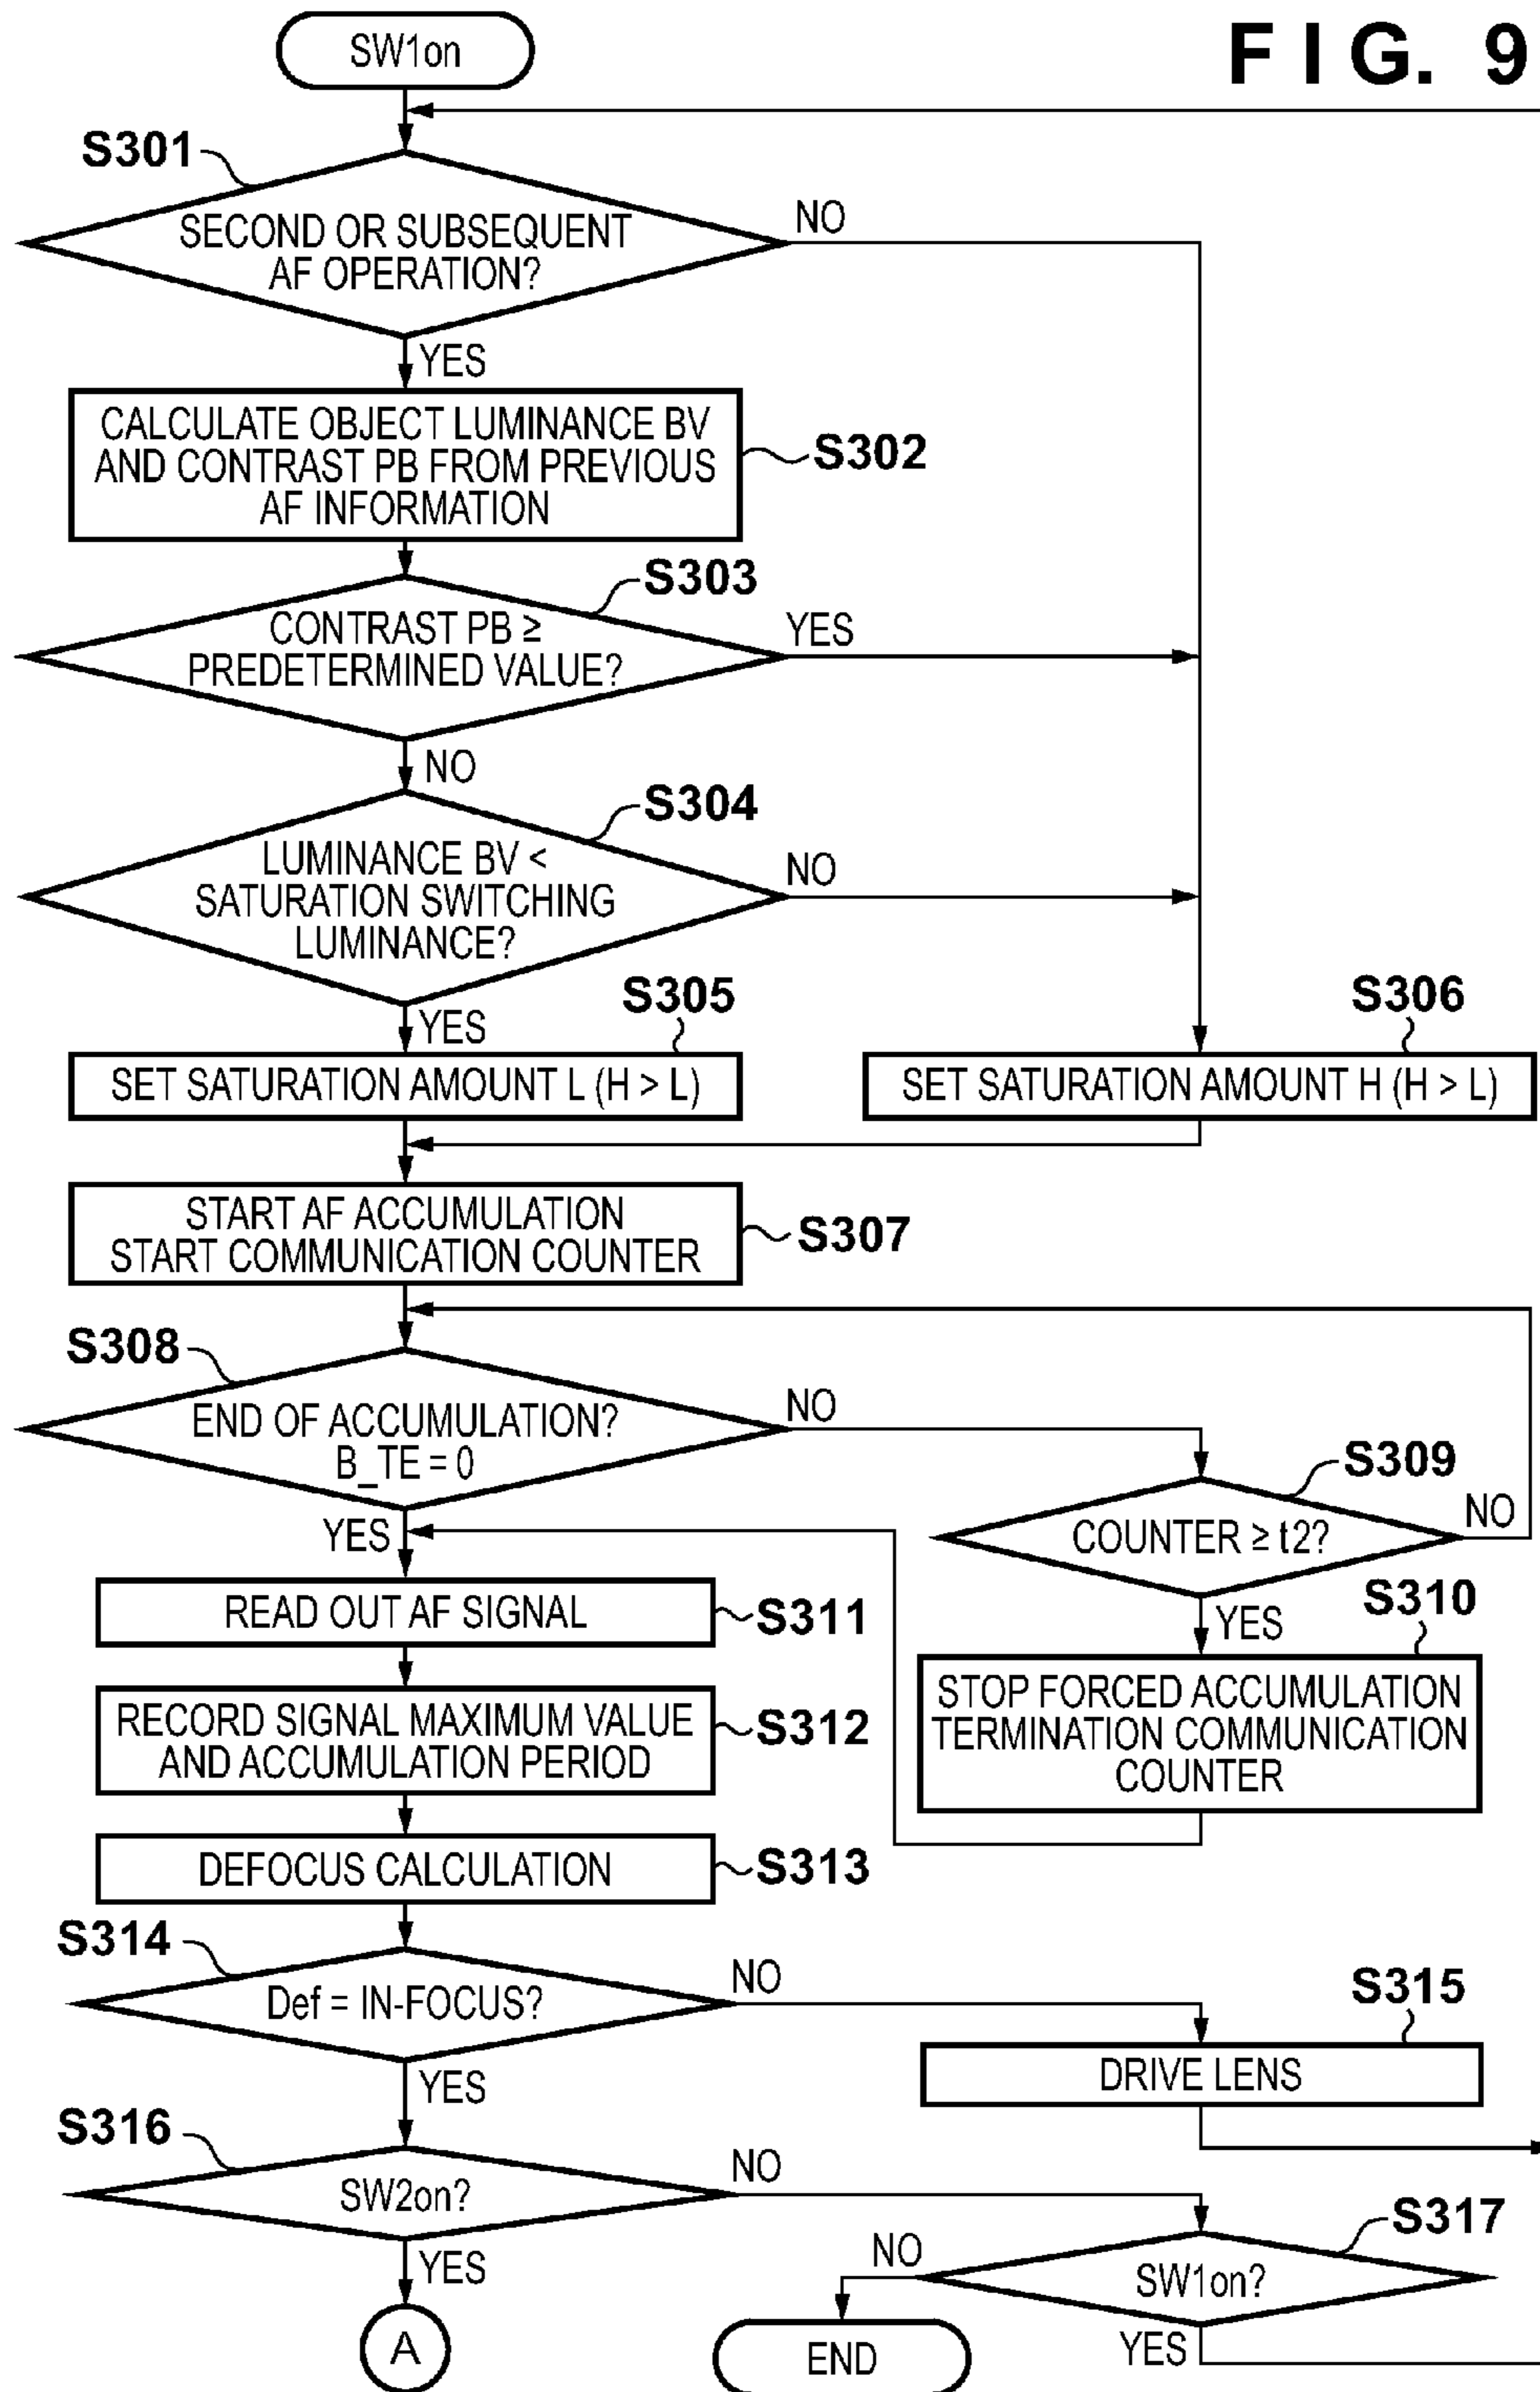 FIG. 9
SW1on
S301
SECOND OR SUBSEQUENT
AF OPERATION?
NO
YES
CALCULATE OBJECT LUMINANCE BV
AND CONTRAST PB FROM PREVIOUS
AF INFORMATION
S302
S303
CONTRAST PB ≥
PREDETERMINED VALUE?
YES
NO
S304
LUMINANCE BV <
SATURATION SWITCHING
LUMINANCE?
NO
YES
S305
SET SATURATION AMOUNT L (H > L)
S306
SET SATURATION AMOUNT H (H > L)
START AF ACCUMULATION
START COMMUNICATION COUNTER
S307
S308
END OF ACCUMULATION?
B_TE = 0
NO
YES
S309
COUNTER ≥ t2?
NO
YES
S310
STOP FORCED ACCUMULATION
TERMINATION COMMUNICATION
COUNTER
READ OUT AF SIGNAL
S311
RECORD SIGNAL MAXIMUM VALUE
AND ACCUMULATION PERIOD
S312
DEFOCUS CALCULATION
S313
S314
Def = IN-FOCUS?
NO
YES
S315
DRIVE LENS
S316
SW2on?
NO
YES
S317
SW1on?
NO
YES
A
END